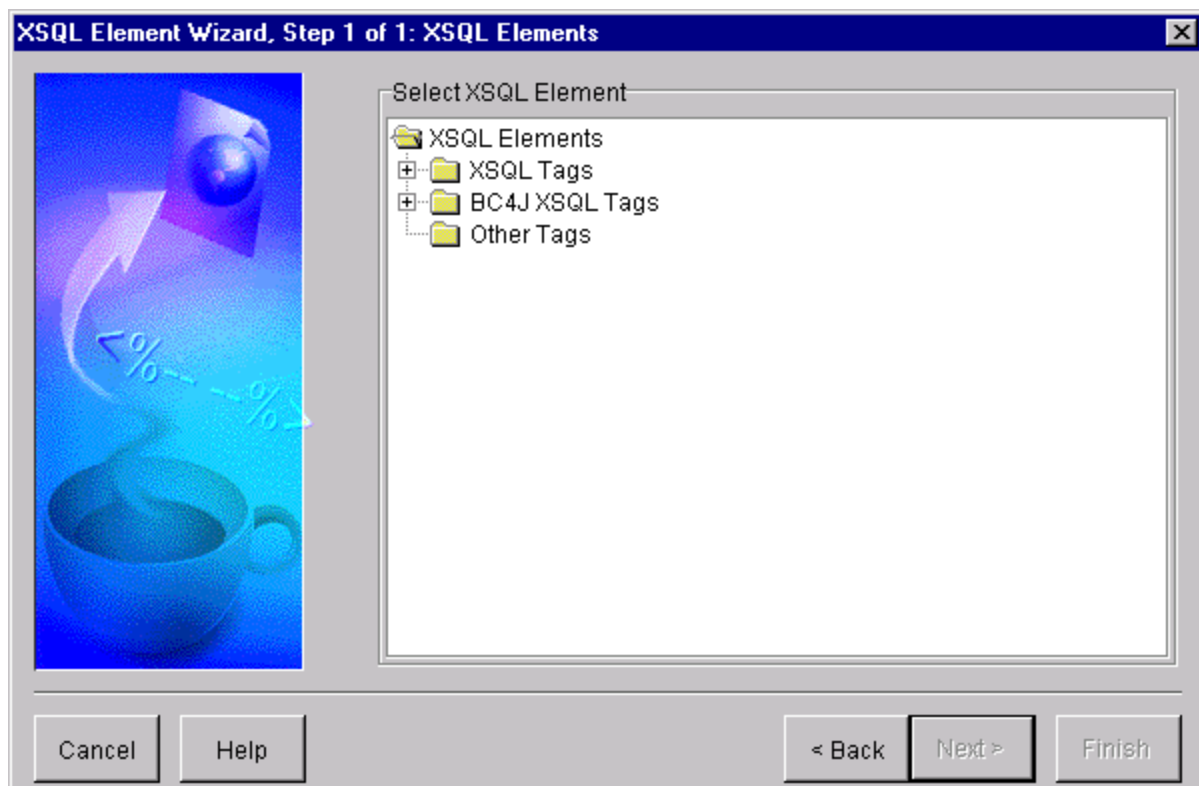 XSQL Element Wizard, Step 1 of 1: XSQL Elements
Select XSQL Element
XSQL Elements
XSQL Tags
BC4J XSQL Tags
Other Tags
<%-- --%>
Cancel Help < Back Next > Finish